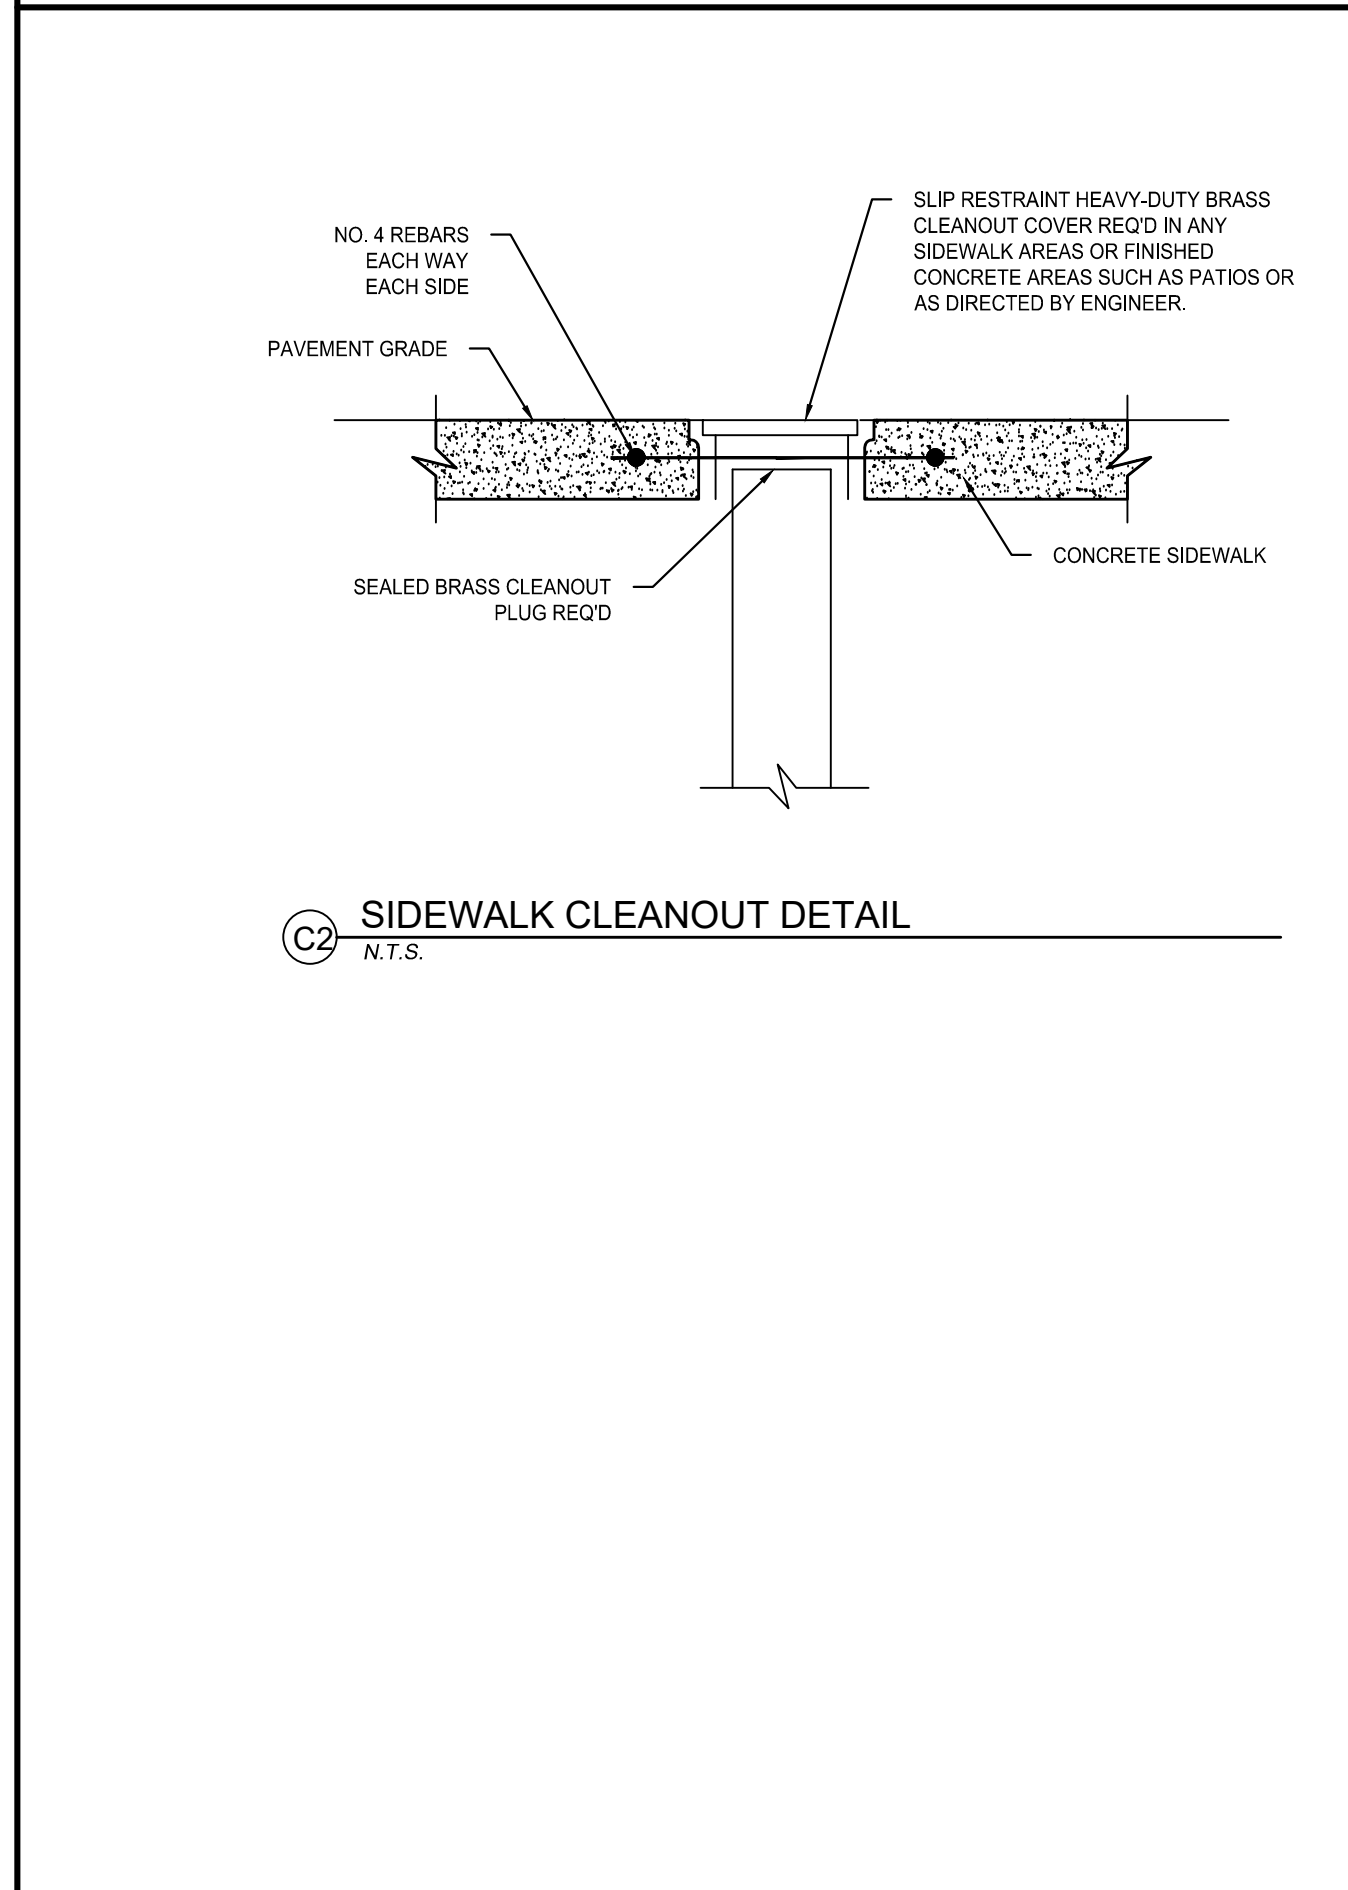 NO. 4 REBARS
EACH WAY
EACH SIDE
PAVEMENT GRADE
SLIP RESTRAINT HEAVY-DUTY BRASS
CLEANOUT COVER REQ'D IN ANY
SIDEWALK AREAS OR FINISHED
CONCRETE AREAS SUCH AS PATIOS OR
AS DIRECTED BY ENGINEER.
SEALED BRASS CLEANOUT
PLUG REQ'D
CONCRETE SIDEWALK
C2
SIDEWALK CLEANOUT DETAIL
N.T.S.